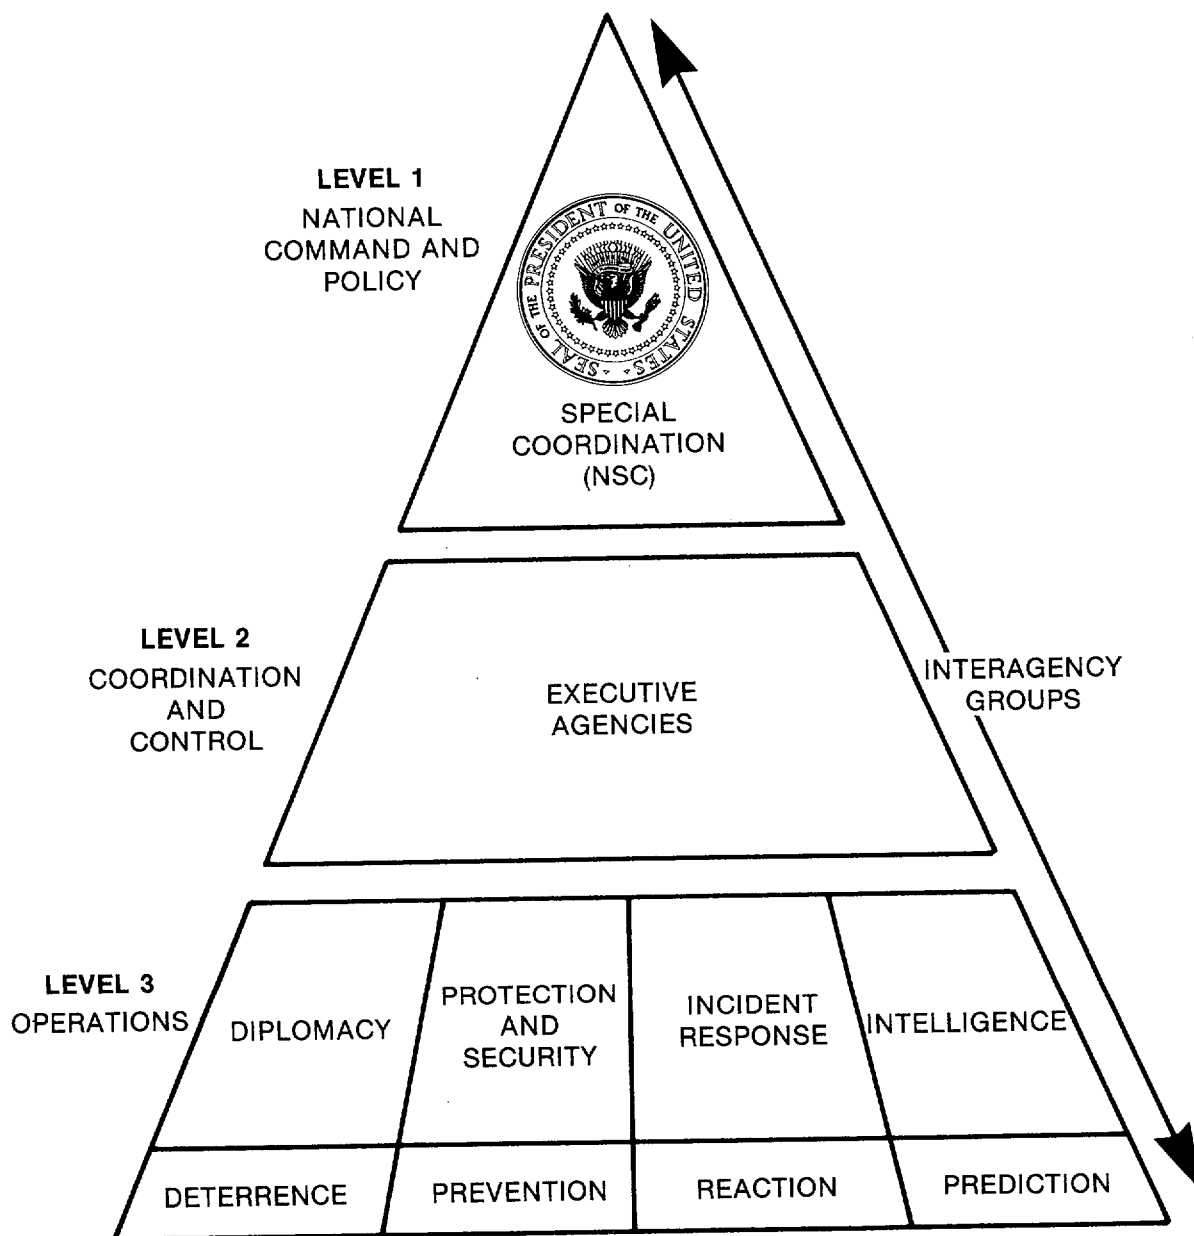 LEVEL 1
NATIONAL
COMMAND AND
POLICY
SEAL OF THE PRESIDENT OF THE UNITED STATES
SPECIAL
COORDINATION
(NSC)
LEVEL 2
COORDINATION
AND
CONTROL
EXECUTIVE
AGENCIES
INTERAGENCY
GROUPS
LEVEL 3
OPERATIONS
DIPLOMACY
PROTECTION
AND
SECURITY
INCIDENT
RESPONSE
INTELLIGENCE
DETERRENCE
PREVENTION
REACTION
PREDICTION